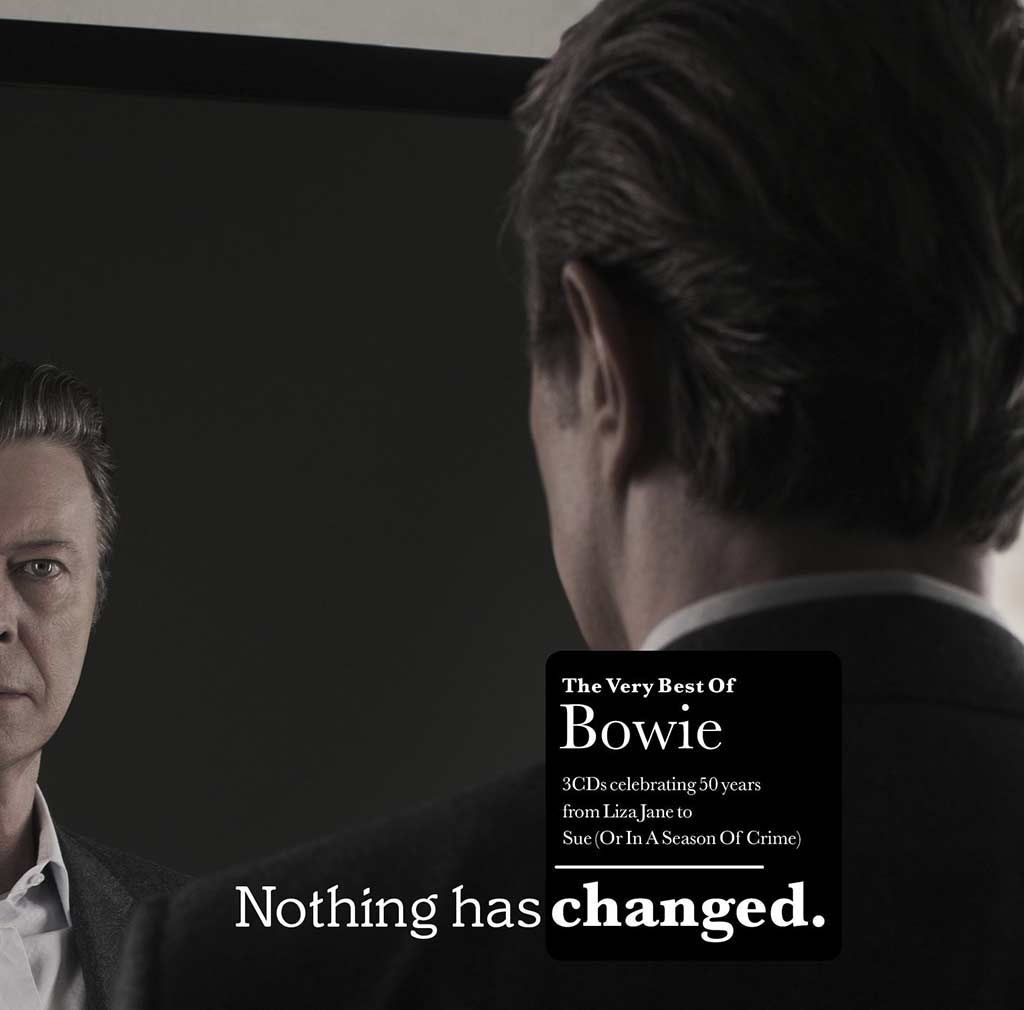 The Very Best Of
Bowie
3CDs celebrating 50 years
from Liza Jane to
Sue (Or In A Season Of Crime)
Nothing has changed.